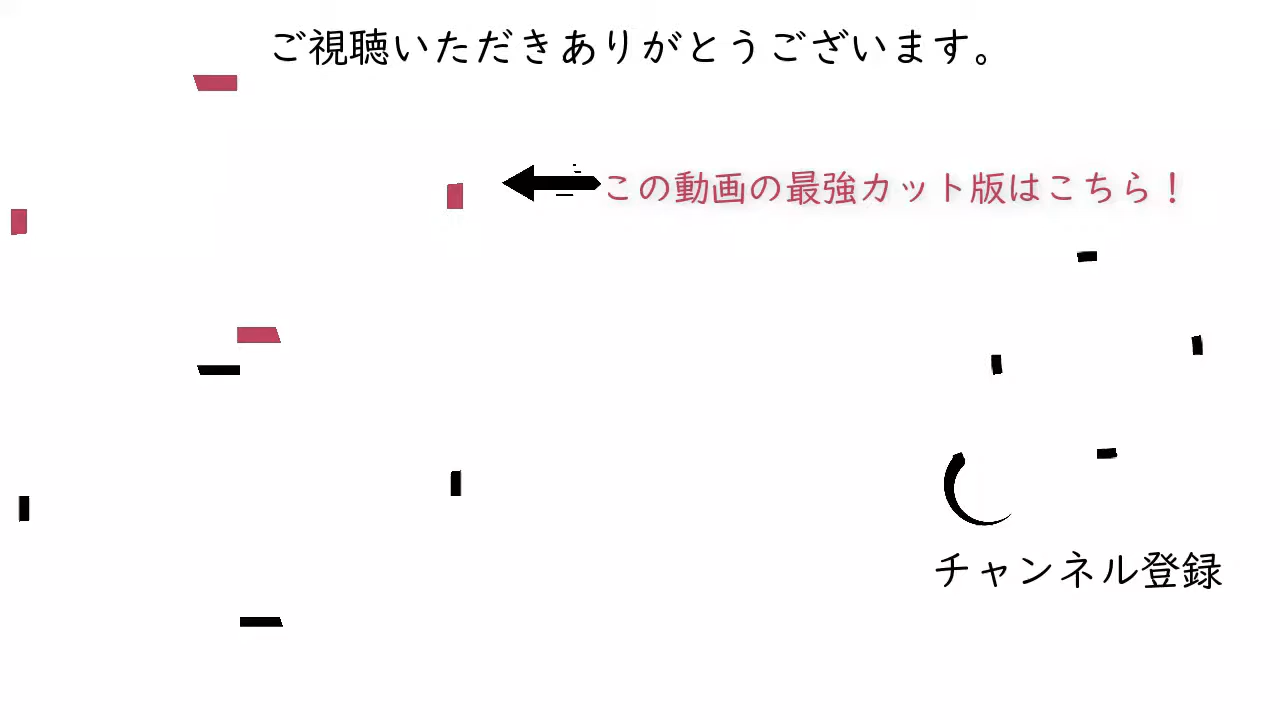 ご視聴いただきありがとうございます。
この動画の最強カット版はこちら！
チャンネル登録